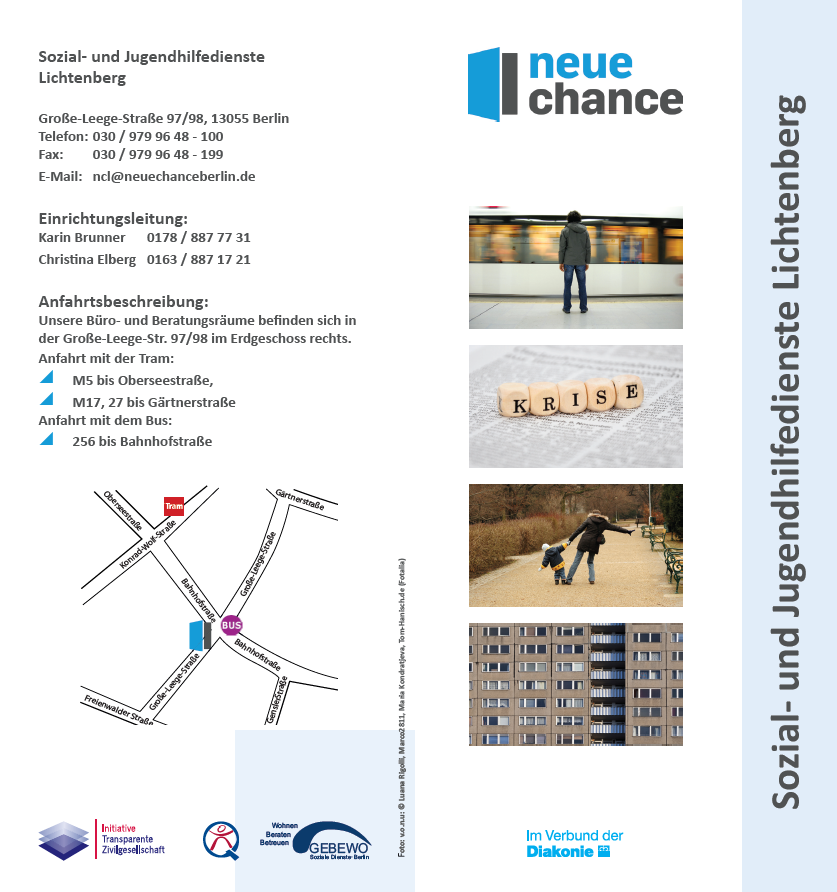 Sozial- und Jugendhilfedienste
Lichtenberg
Große-Leege-Straße 97/98, 13055 Berlin
Telefon: 030 / 979 96 48 - 100
Fax: 030 / 979 96 48 - 199
E-Mail: ncl@neuechanceberlin.de
Einrichtungsleitung:
Karin Brunner 0178 / 887 77 31
Christina Elberg 0163 / 887 17 21
Anfahrtsbeschreibung:
Unsere Büro- und Beratungsräume befinden sich in
der Große-Leege-Str. 97/98 im Erdgeschoss rechts.
Anfahrt mit der Tram:
M5 bis Oberseestraße,
M17, 27 bis Gärtnerstraße
Anfahrt mit dem Bus:
256 bis Bahnhofstraße
Oberseestraße
Tram
Gärtnerstraße
Konrad-Wolf-Straße
Große-Leege-Straße
Bahnhofstraße
BUS
Bahnhofstraße
Große-Leege-Straße
Genslerstraße
Freienwalder Straße
Foto: v.o.n.u: © Luana Rigolli, Marco2811, Maria Kondratjeva, Tom-Hanisch.de (Fotalia)
Initiative
Transparente
Zivilgesellschaft
Wohnen
Beraten
Betreuen
GEBEWO
Soziale Dienste- Berlin
neue
chance
KRISE
Im Verbund der
Diakonie
Sozial- und Jugendhilfedienste Lichtenberg